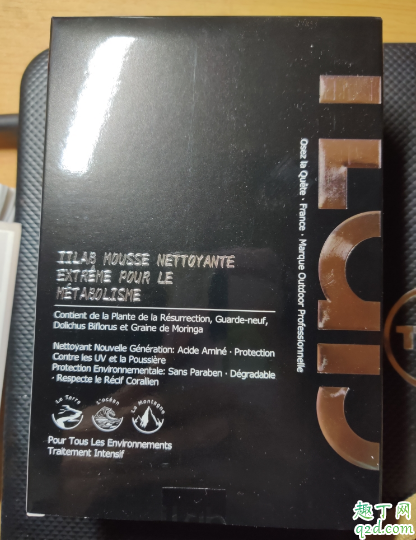 IILAB MOUSSE NETTOYANTE
EXTRÊME POUR LE
MÉTABOLISME
Contient de la Plante de la Résurrection, Guarde-neuf,
Dolichus Biflorus et Graine de Moringa
Nettoyant Nouvelle Génération: Acide Aminé · Protection
Contre les UV et la Poussière
Protection Environnementale: Sans Paraben · Dégradable
· Respecte le Récif Corallien
La Terre
L'océan
La Montagne
Pour Tous Les Environnements
Traitement Intensif
Osez la Quête · France · Marque Outdoor Professionnelle
趣丁网
q2d.com